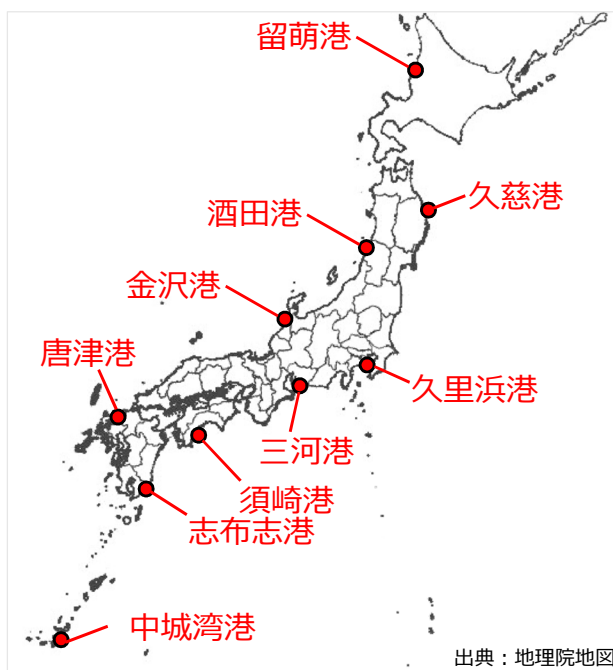 留萌港
久慈港
酒田港
金沢港
唐津港
久里浜港
三河港
須崎港
志布志港
中城湾港
出典：地理院地図